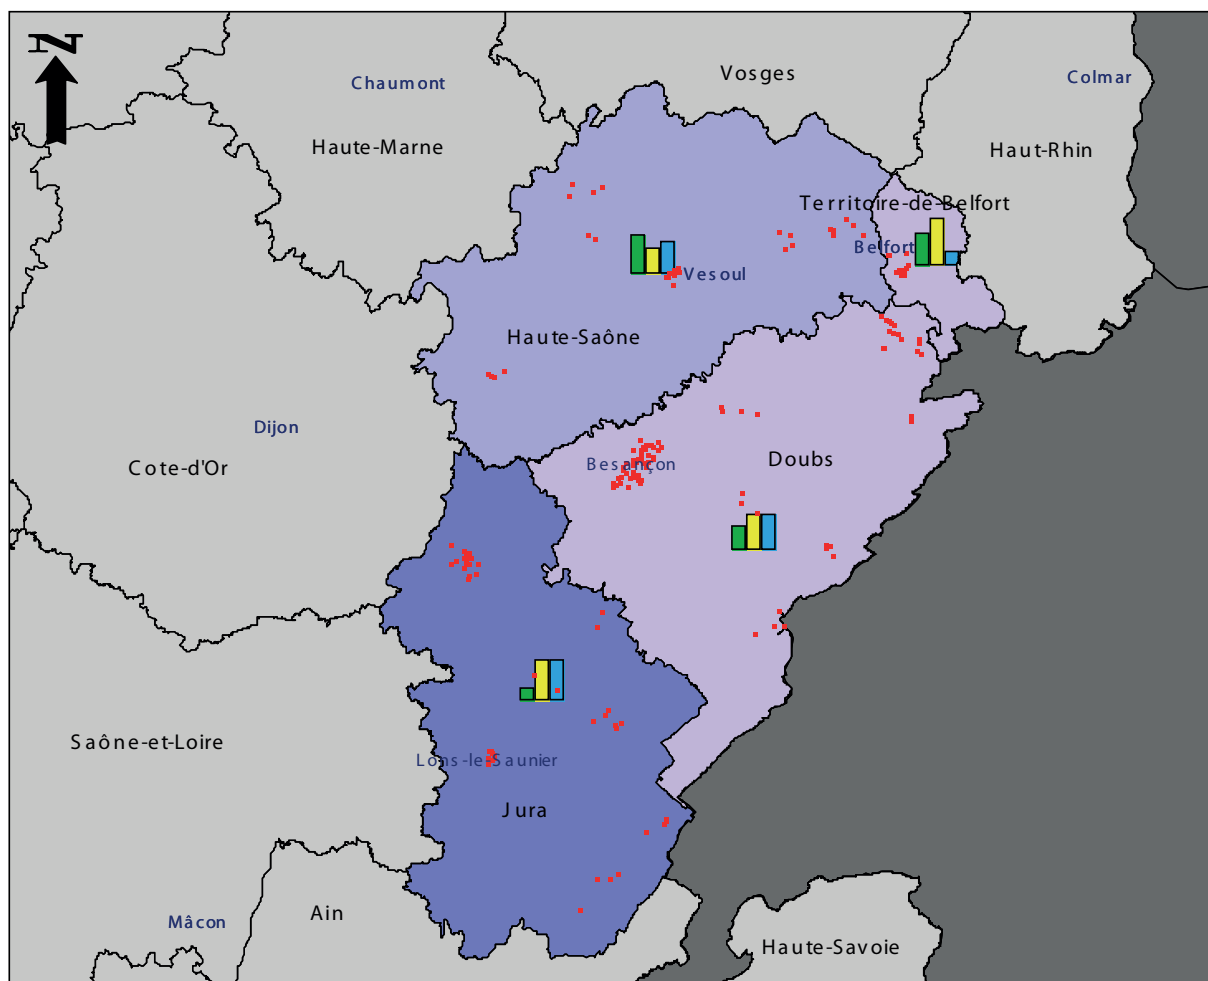 N
Vosges
Chaumont
Colmar
Haute-Marne
Haut-Rhin
Territoire-de-Belfort
Belfort
Vesoul
Haute-Saône
Dijon
Cote-d'Or
Besançon
Doubs
Saône-et-Loire
Lons-le-Saunier
Jura
Ain
Mâcon
Haute-Savoie